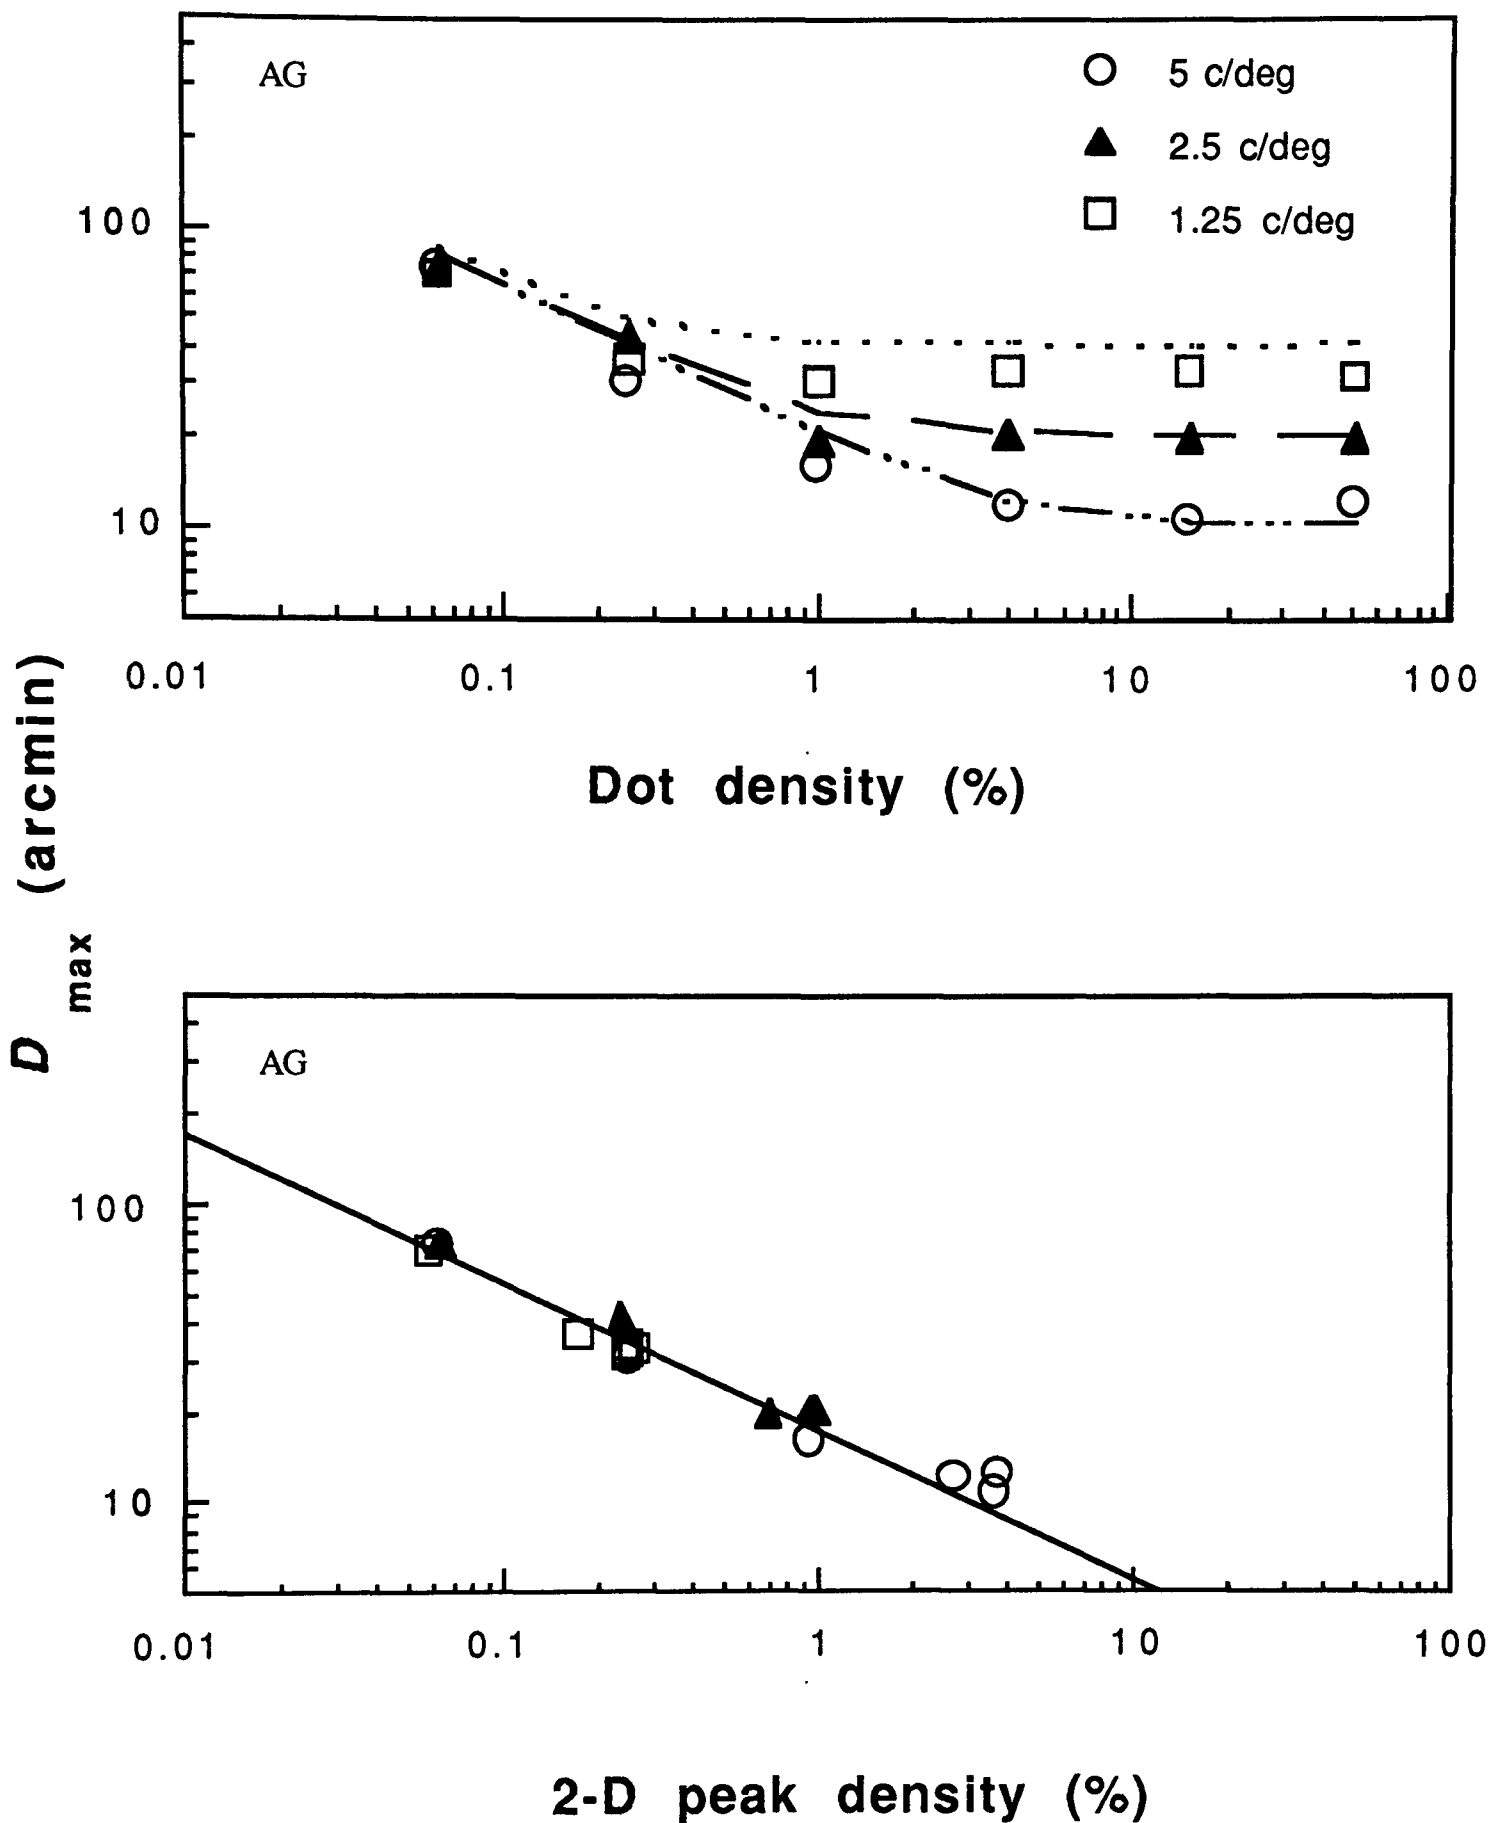 AG
5 c/deg
2.5 c/deg
1.25 c/deg
100
10
0.01 0.1 1 10 100
Dot density (%)
D max (arcmin)
AG
100
10
0.01 0.1 1 10 100
2-D peak density (%)